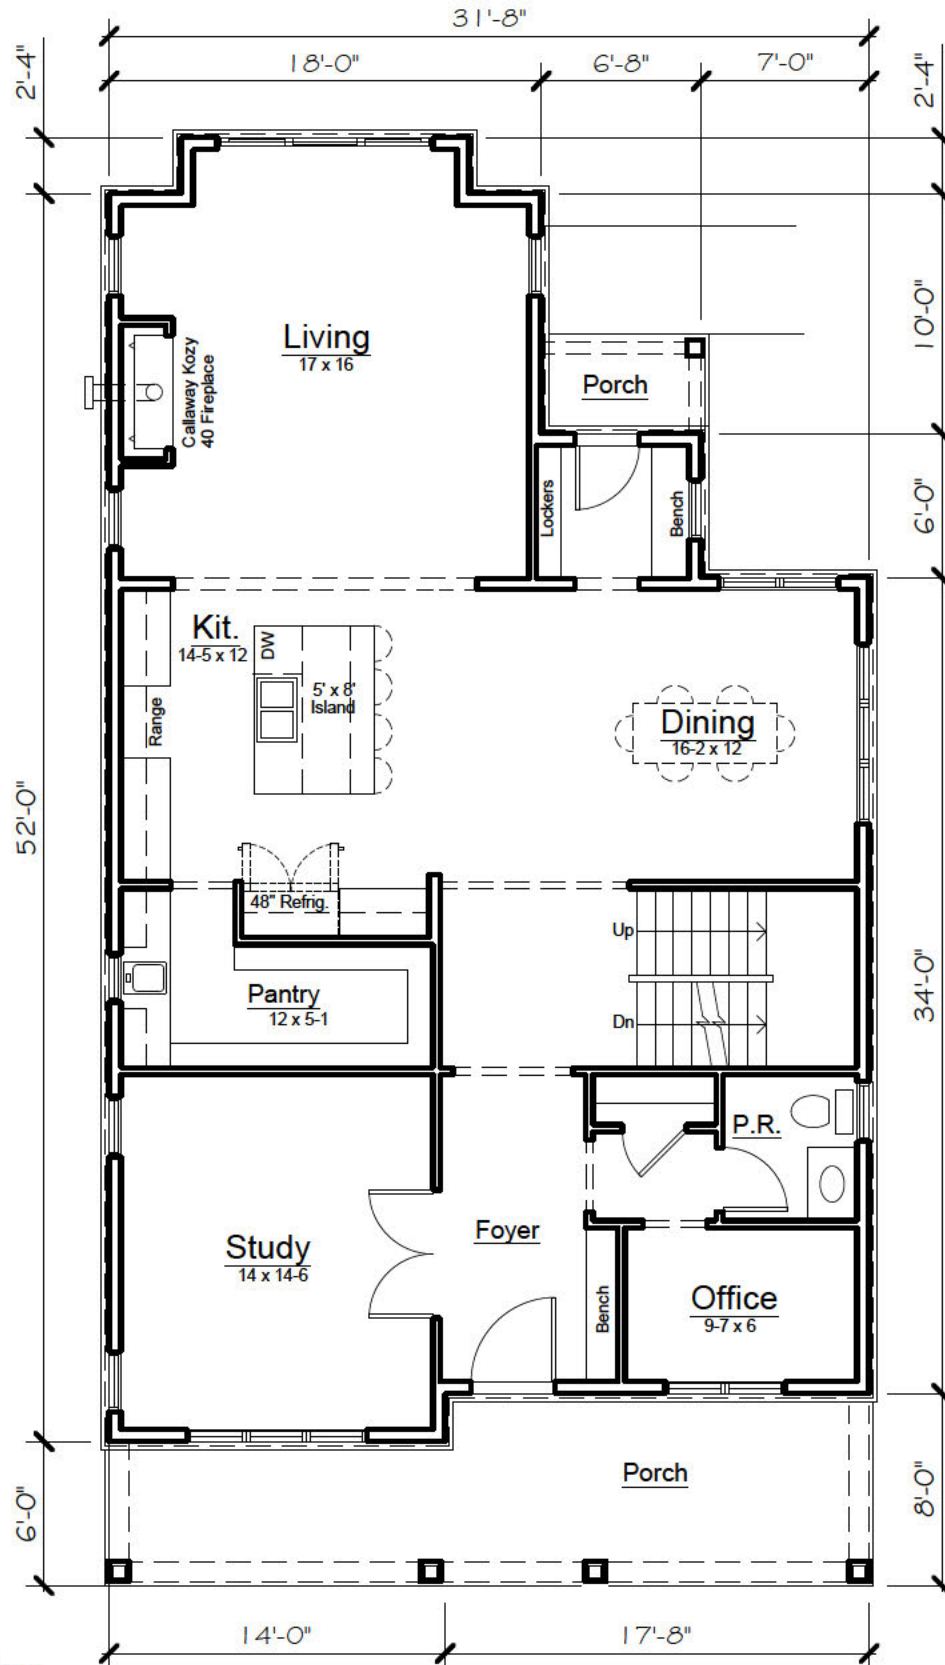 31'-8"
18'-0"
6'-8"
7'-0"
2'-4"
2'-4"
Living
17 x 16
Callaway Kozy
40 Fireplace
Porch
10'-0"
Lockers
Bench
6'-0"
Kit.
14-5 x 12
DW
5' x 8'
Island
Range
Dining
16-2 x 12
52'-0"
48" Refrig.
Up
Dn
Pantry
12 x 5-1
34'-0"
P.R.
Study
14 x 14-6
Foyer
Bench
Office
9-7 x 6
Porch
6'-0"
8'-0"
14'-0"
17'-8"